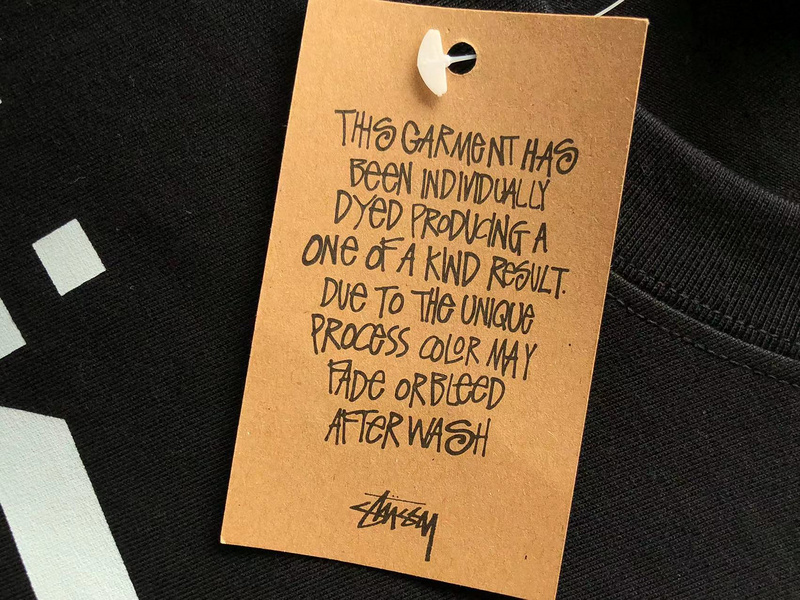 THIS GARMENT HAS
BEEN INDIVIDUALLY
DYED PRODUCING A
ONE OF A KIND RESULT.
DUE TO THE UNIQUE
PROCESS COLOR MAY
FADE OR BLEED
AFTER WASH
Stüssy